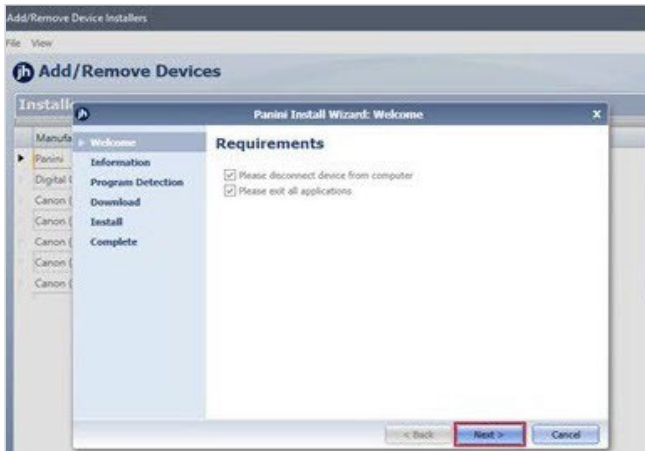 Add/Remove Device Installers
File View
jh Add/Remove Devices
Panini Install Wizard: Welcome x
Welcome
Information
Program Detection
Download
Install
Complete
Requirements
Please disconnect device from computer
Please exit all applications
Installe
Manufa
Panini
Digital
Canon (
Canon (
Canon (
Canon (
Canon (
< Back Next > Cancel